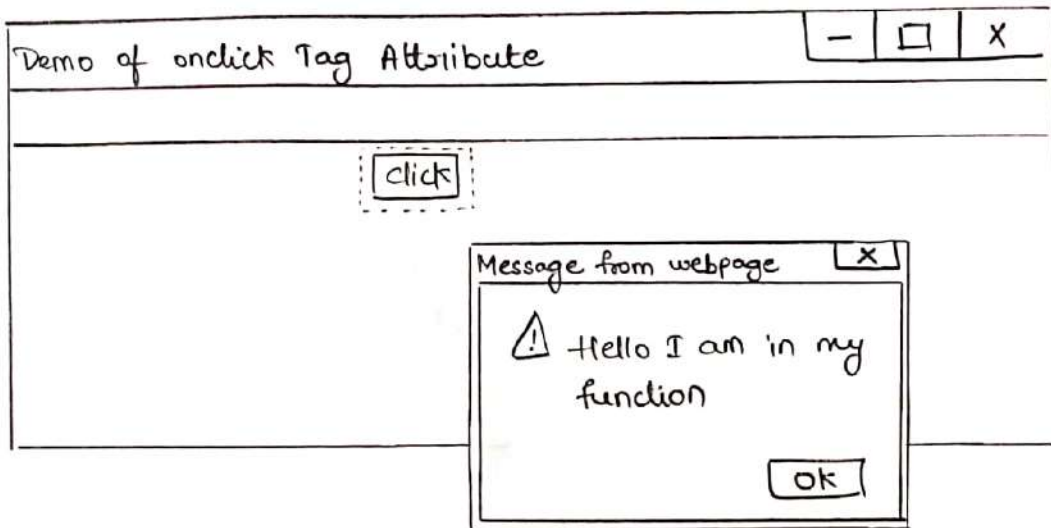 Demo of onclick Tag Attribute
click
Message from webpage
Hello I am in my
function
OK